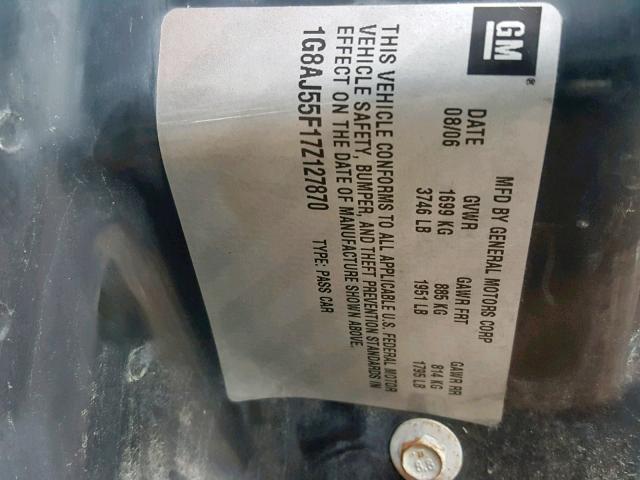 GM®
MFD BY GENERAL MOTORS CORP
DATE GVWR GAWR FRT GAWR RR
08/06 1699 KG 885 KG 814 KG
3746 LB 1951 LB 1795 LB
THIS VEHICLE CONFORMS TO ALL APPLICABLE U.S. FEDERAL MOTOR
VEHICLE SAFETY, BUMPER, AND THEFT PREVENTION STANDARDS IN
EFFECT ON THE DATE OF MANUFACTURE SHOWN ABOVE.
1G8AJ55F17Z127870 TYPE: PASS CAR
8.8